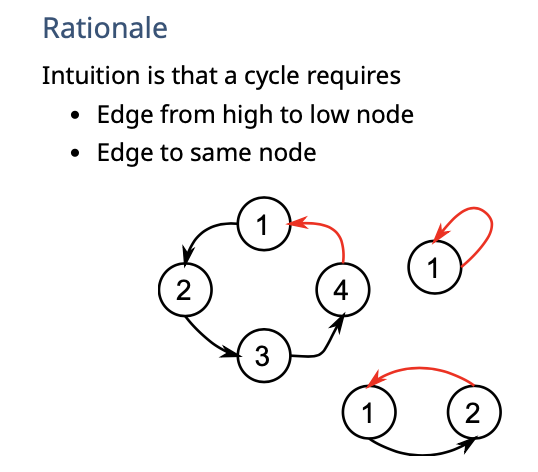 Rationale
Intuition is that a cycle requires
• Edge from high to low node
• Edge to same node
1
2
4
3
1
1
2